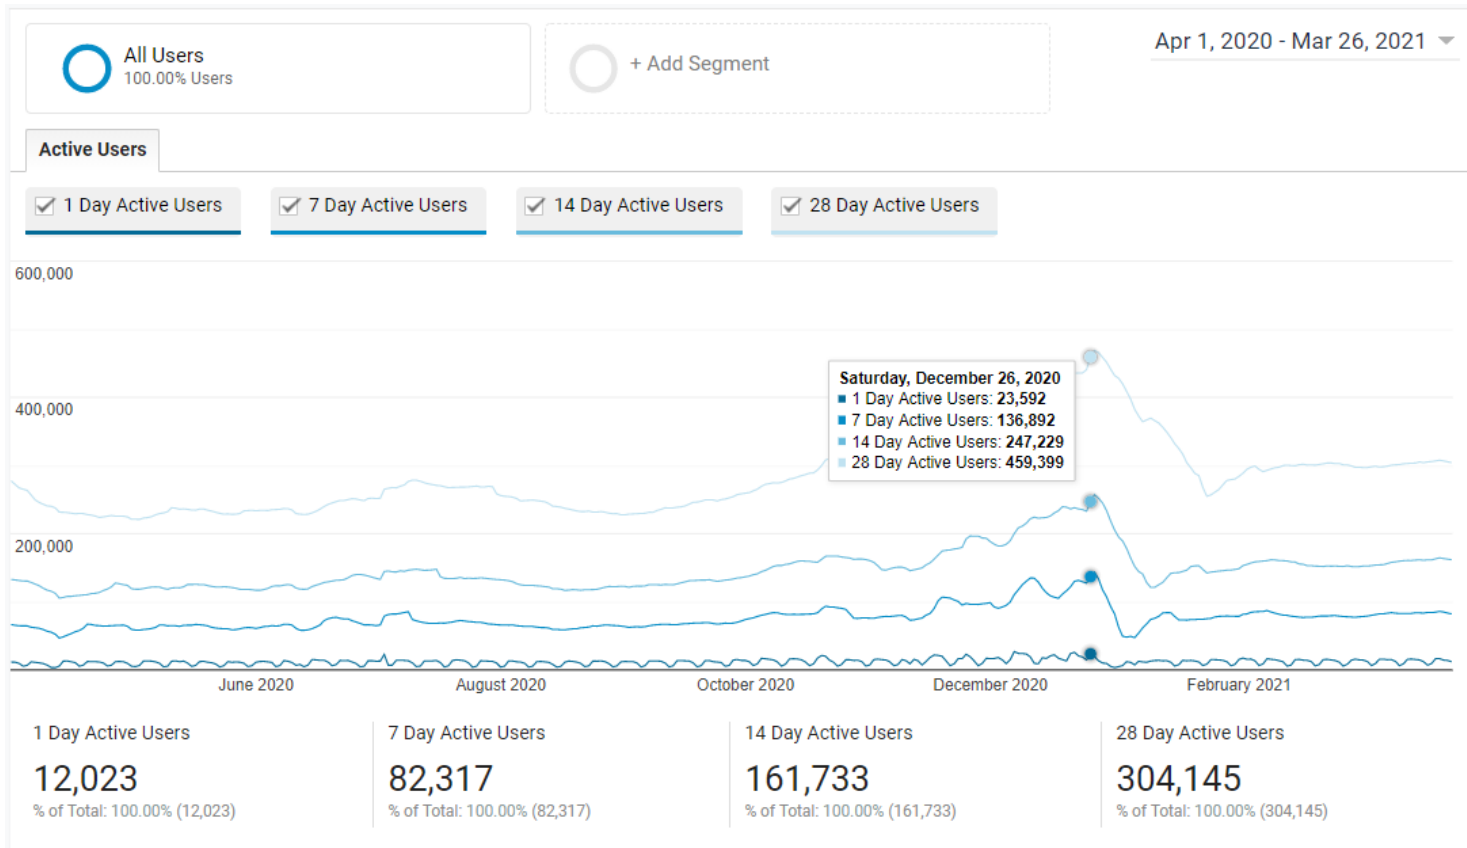 All Users
100.00% Users
+ Add Segment
Apr 1, 2020 - Mar 26, 2021
Active Users
1 Day Active Users
7 Day Active Users
14 Day Active Users
28 Day Active Users
600,000
400,000
200,000
Saturday, December 26, 2020
1 Day Active Users: 23,592
7 Day Active Users: 136,892
14 Day Active Users: 247,229
28 Day Active Users: 459,399
June 2020
August 2020
October 2020
December 2020
February 2021
1 Day Active Users
12,023
% of Total: 100.00% (12,023)
7 Day Active Users
82,317
% of Total: 100.00% (82,317)
14 Day Active Users
161,733
% of Total: 100.00% (161,733)
28 Day Active Users
304,145
% of Total: 100.00% (304,145)